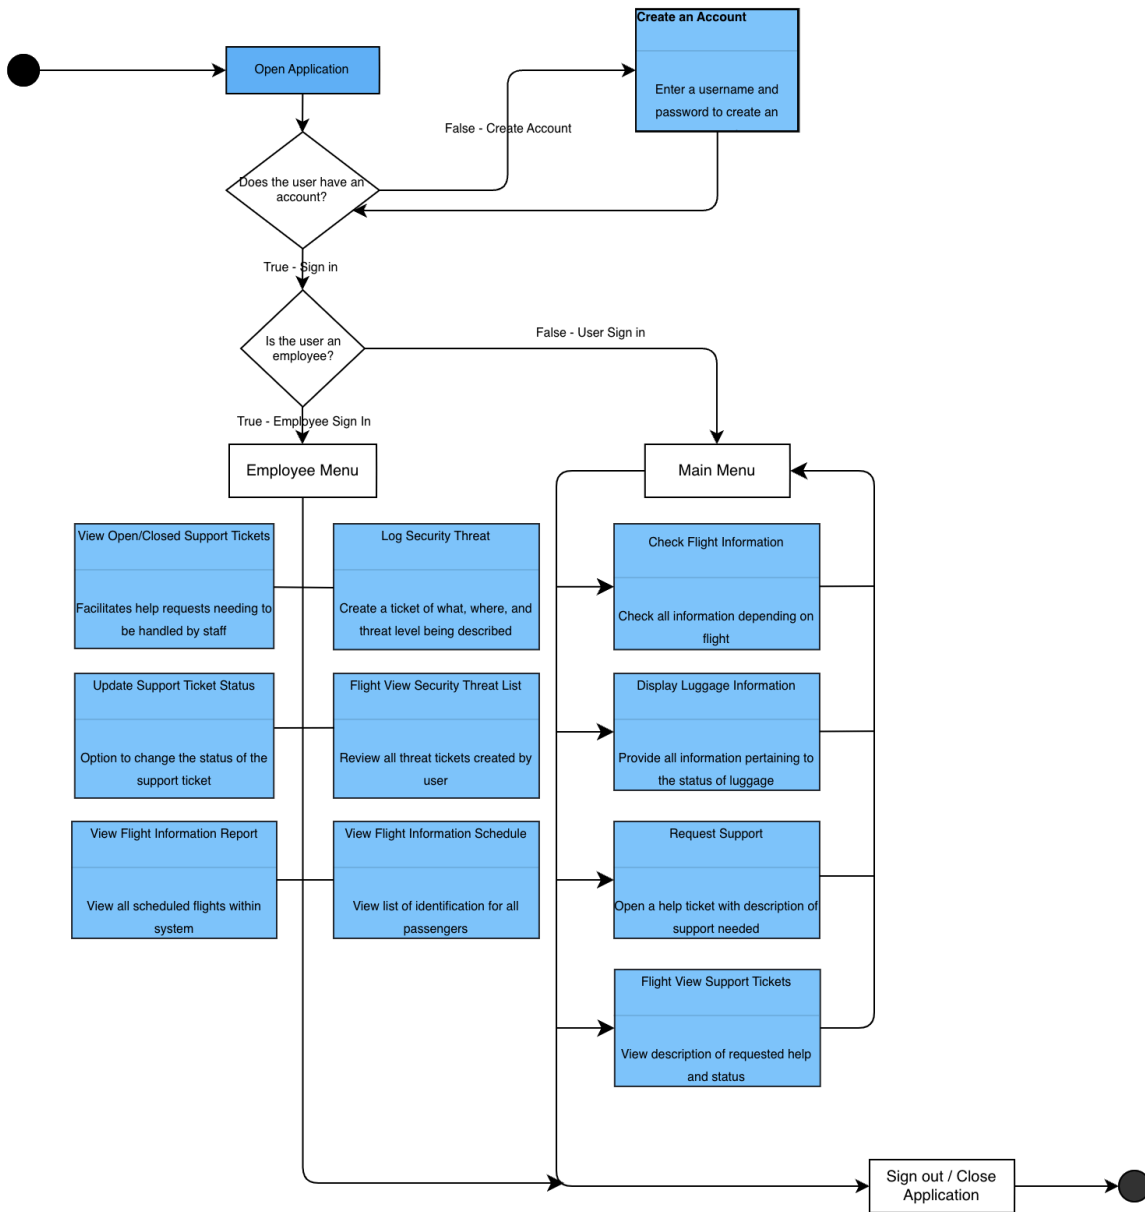 Create an Account
Enter a username and
password to create an
Open Application
False - Create Account
Does the user have an
account?
True - Sign in
Is the user an
employee?
False - User Sign in
True - Employee Sign In
Employee Menu
Main Menu
View Open/Closed Support Tickets
Facilitates help requests needing to
be handled by staff
Log Security Threat
Create a ticket of what, where, and
threat level being described
Check Flight Information
Check all information depending on
flight
Update Support Ticket Status
Option to change the status of the
support ticket
Flight View Security Threat List
Review all threat tickets created by
user
Display Luggage Information
Provide all information pertaining to
the status of luggage
View Flight Information Report
View all scheduled flights within
system
View Flight Information Schedule
View list of identification for all
passengers
Request Support
Open a help ticket with description of
support needed
Flight View Support Tickets
View description of requested help
and status
Sign out / Close
Application